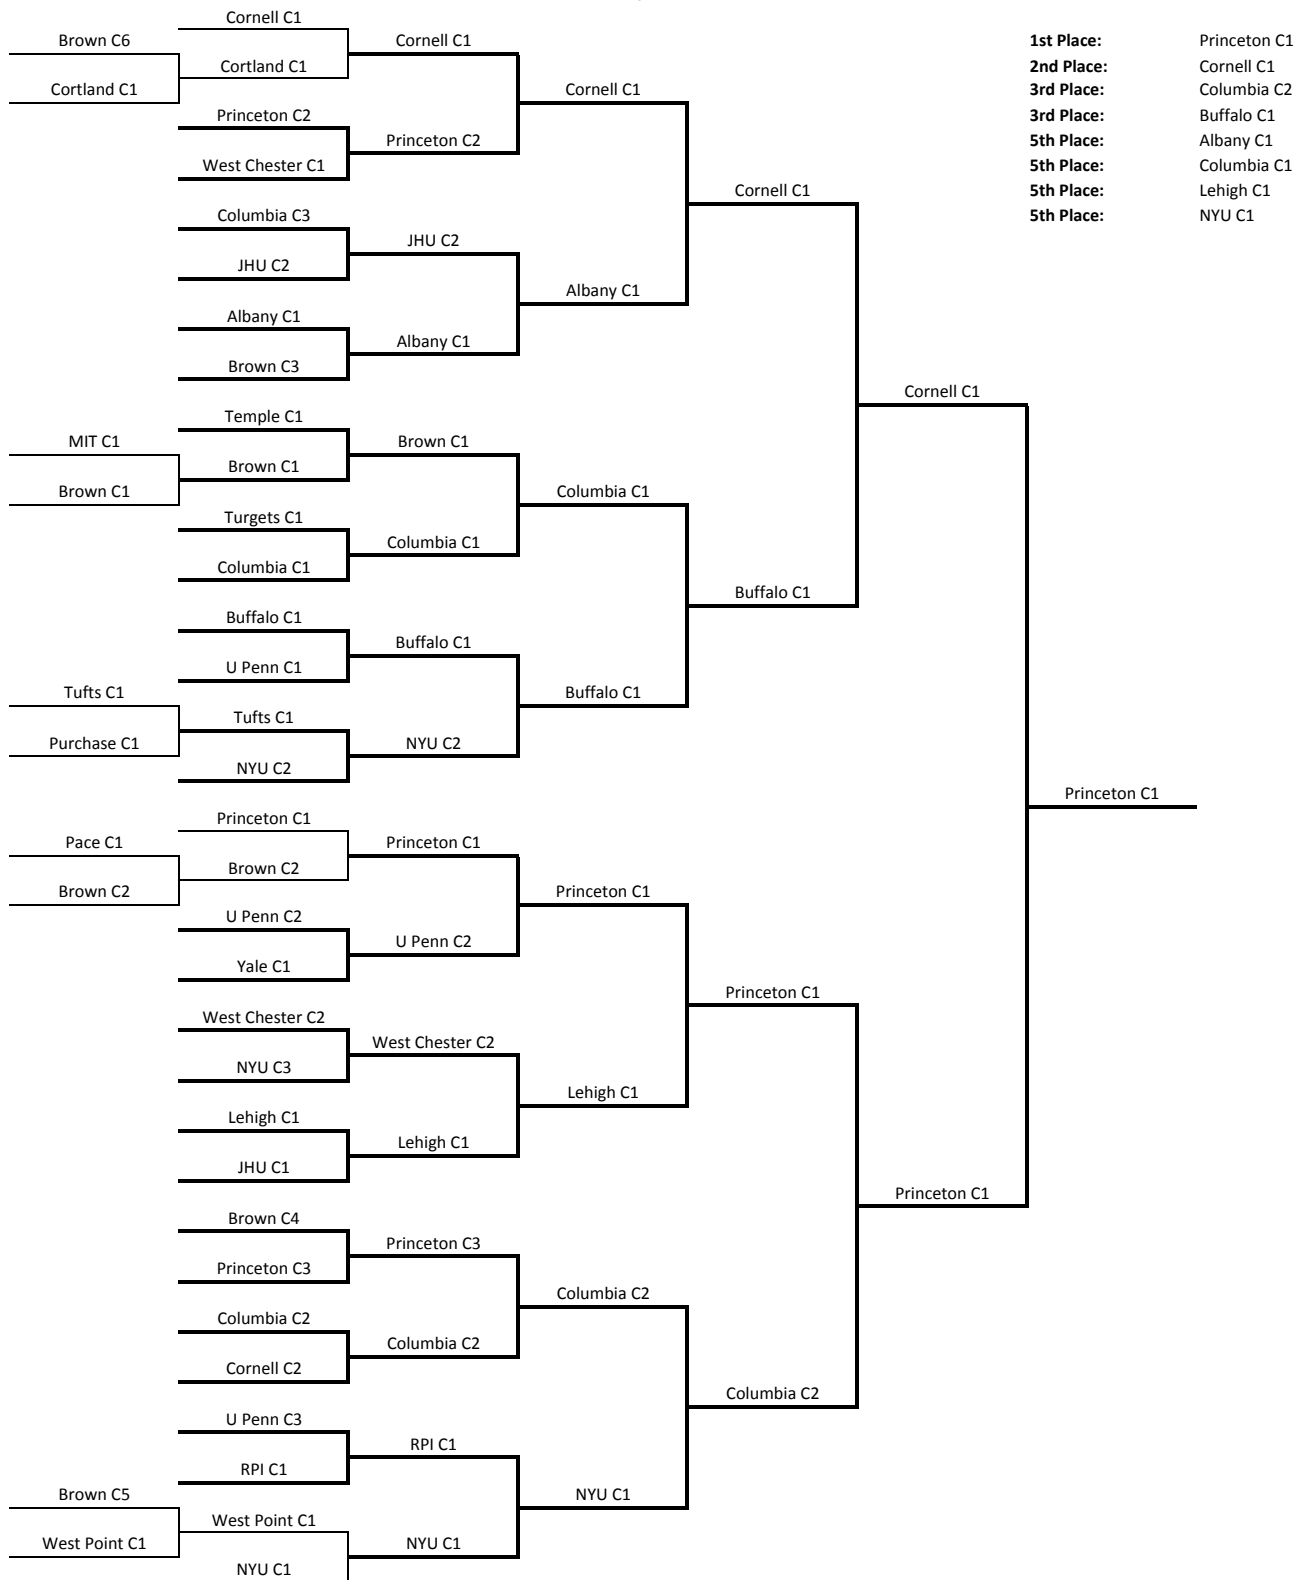 Cornell C1
Brown C6 Cornell C1 1st Place: Princeton C1
Cortland C1 2nd Place: Cornell C1
Cortland C1 Cornell C1 3rd Place: Columbia C2
Princeton C2 3rd Place: Buffalo C1
Princeton C2 5th Place: Albany C1
West Chester C1 5th Place: Columbia C1
Cornell C1 5th Place: Lehigh C1
Columbia C3 5th Place: NYU C1
JHU C2
JHU C2
Albany C1
Albany C1
Albany C1
Brown C3
Cornell C1
Temple C1
MIT C1 Brown C1
Brown C1
Brown C1 Columbia C1
Turgets C1
Columbia C1
Columbia C1
Buffalo C1
Buffalo C1
Buffalo C1
U Penn C1
Tufts C1 Buffalo C1
Tufts C1
Purchase C1 NYU C2
NYU C2
Princeton C1
Princeton C1
Pace C1 Princeton C1
Brown C2
Brown C2 Princeton C1
U Penn C2
U Penn C2
Yale C1
Princeton C1
West Chester C2
West Chester C2
NYU C3
Lehigh C1
Lehigh C1
Lehigh C1
JHU C1
Princeton C1
Brown C4
Princeton C3
Princeton C3
Columbia C2
Columbia C2
Columbia C2
Cornell C2
Columbia C2
U Penn C3
RPI C1
RPI C1
Brown C5 NYU C1
West Point C1
West Point C1 NYU C1
NYU C1